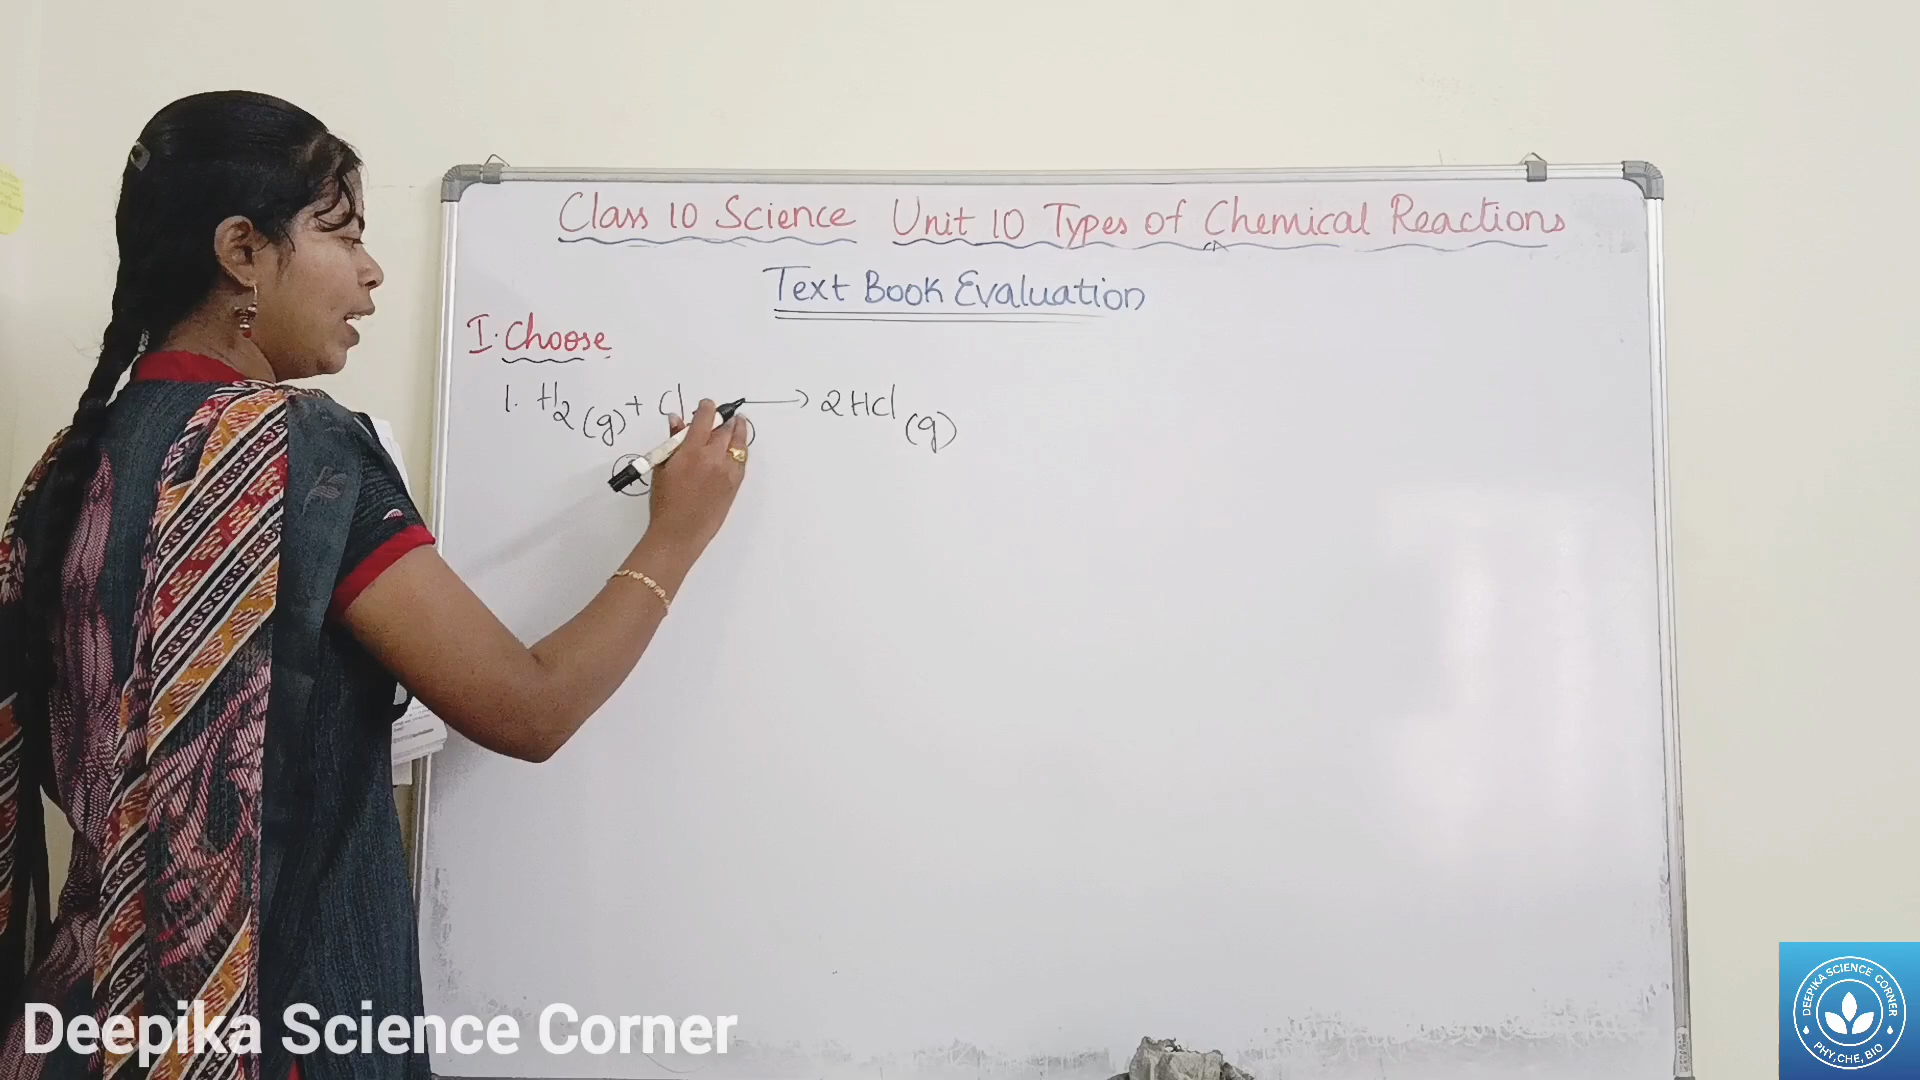 Class 10 Science Unit 10 Types of Chemical Reactions
Text Book Evaluation
I. Choose
1. H2(g) + Cl → 2HCl(g)
Deepika Science Corner
DEEPIKA SCIENCE CORNER
PHY, CHE, BIO